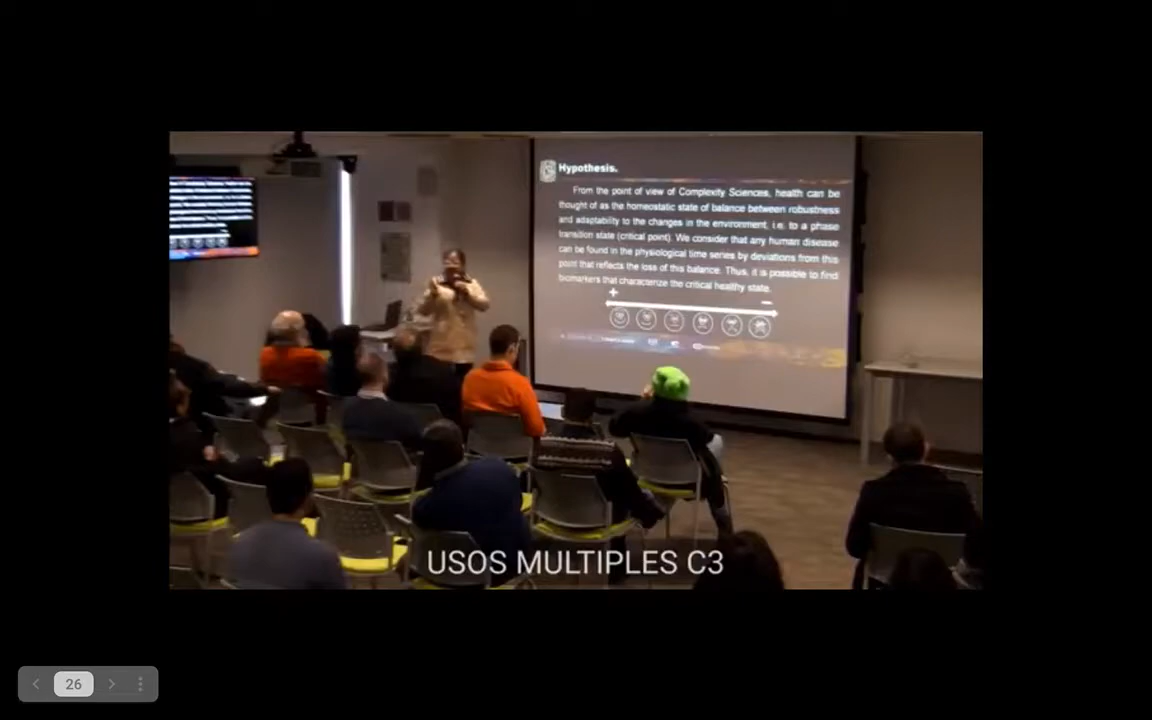 Hypothesis.
From the point of view of Complexity Sciences, health can be
thought of as the homeostatic state of balance between robustness
and adaptability to the changes in the environment, i.e. to a phase
transition state (critical point). We consider that any human disease
can be found in the physiological time series by deviations from this
point that reflects the loss of this balance. Thus, it is possible to find
biomarkers that characterize the critical healthy state.
+ −
USOS MULTIPLES C3
26